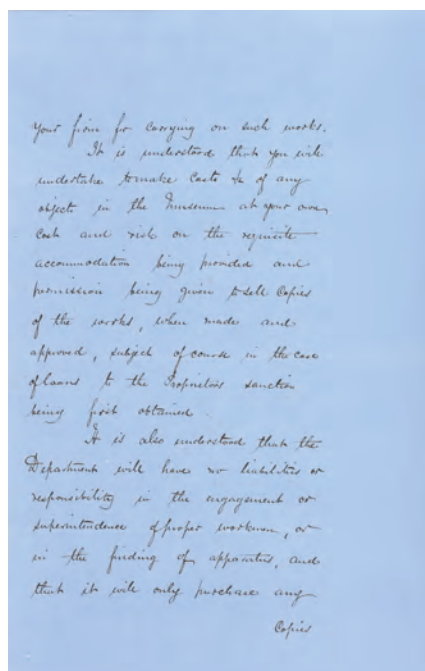 your firm for carrying on such works.
It is understood that you will
undertake to make Casts &c of any
objects in the Museum at your own
Cost and risk on the requisite
accommodation being provided and
permission being given to sell Copies
of the works, when made and
approved, subject of course in the case
of loans to the Proprietors sanction
being first obtained.
It is also understood that the
Department will have no liabilities or
responsibility in the engagement or
superintendence of proper workmen, or
in the finding of apparatus, and
that it will only purchase any
Copies